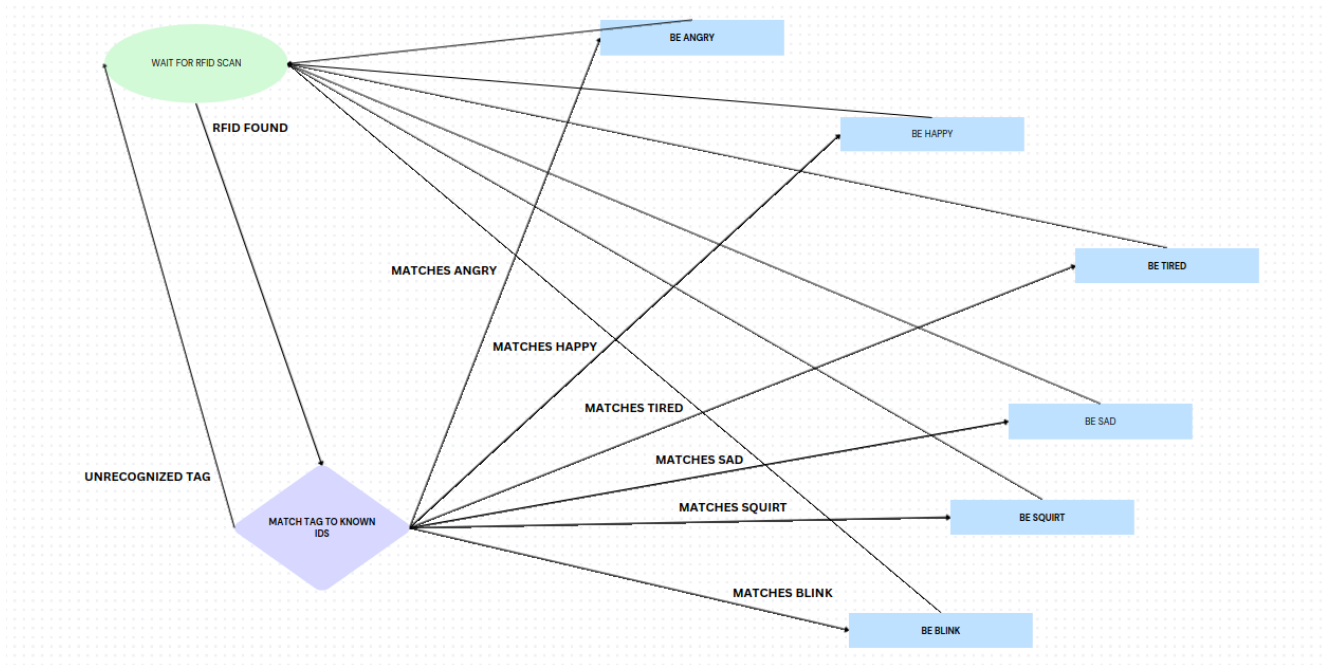 WAIT FOR RFID SCAN
BE ANGRY
RFID FOUND
BE HAPPY
BE TIRED
MATCHES ANGRY
MATCHES HAPPY
MATCHES TIRED
BE SAD
MATCHES SAD
UNRECOGNIZED TAG
MATCHES SQUIRT
BE SQUIRT
MATCH TAG TO KNOWN
IDS
MATCHES BLINK
BE BLINK